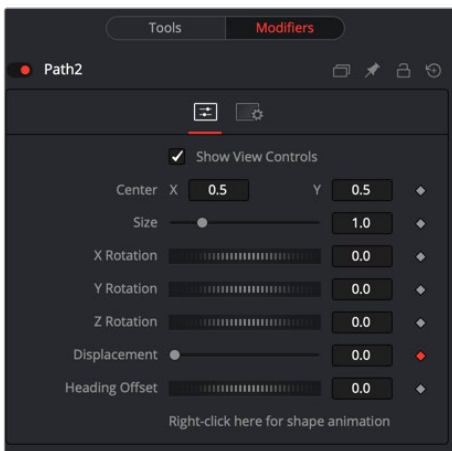 Tools Modifiers
Path2
Show View Controls
Center X 0.5 Y 0.5
Size 1.0
X Rotation 0.0
Y Rotation 0.0
Z Rotation 0.0
Displacement 0.0
Heading Offset 0.0
Right-click here for shape animation